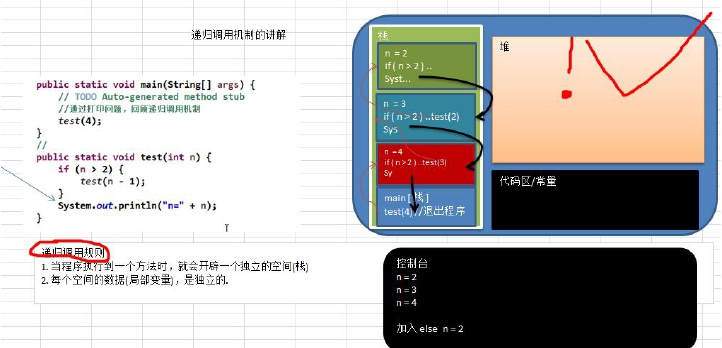 递归调用机制的讲解
public static void main(String[] args) {
// TODO Auto-generated method stub
//通过打印问题，回顾递归调用机制
test(4);
}
//
public static void test(int n) {
if (n > 2) {
test(n - 1);
}
System.out.println("n=" + n);
}
递归调用规则
1. 当程序执行到一个方法时，就会开辟一个独立的空间(栈)
2. 每个空间的数据(局部变量)，是独立的.
栈
n = 2
if ( n > 2 ) ..
Syst...
n = 3
if ( n > 2 ) ..test(2)
Sys
n = 4
if ( n > 2 ) ..test(3)
Sy
main [ 栈 ]
test(4) //退出程序
堆
代码区/常量
控制台
n = 2
n = 3
n = 4
加入 else n = 2